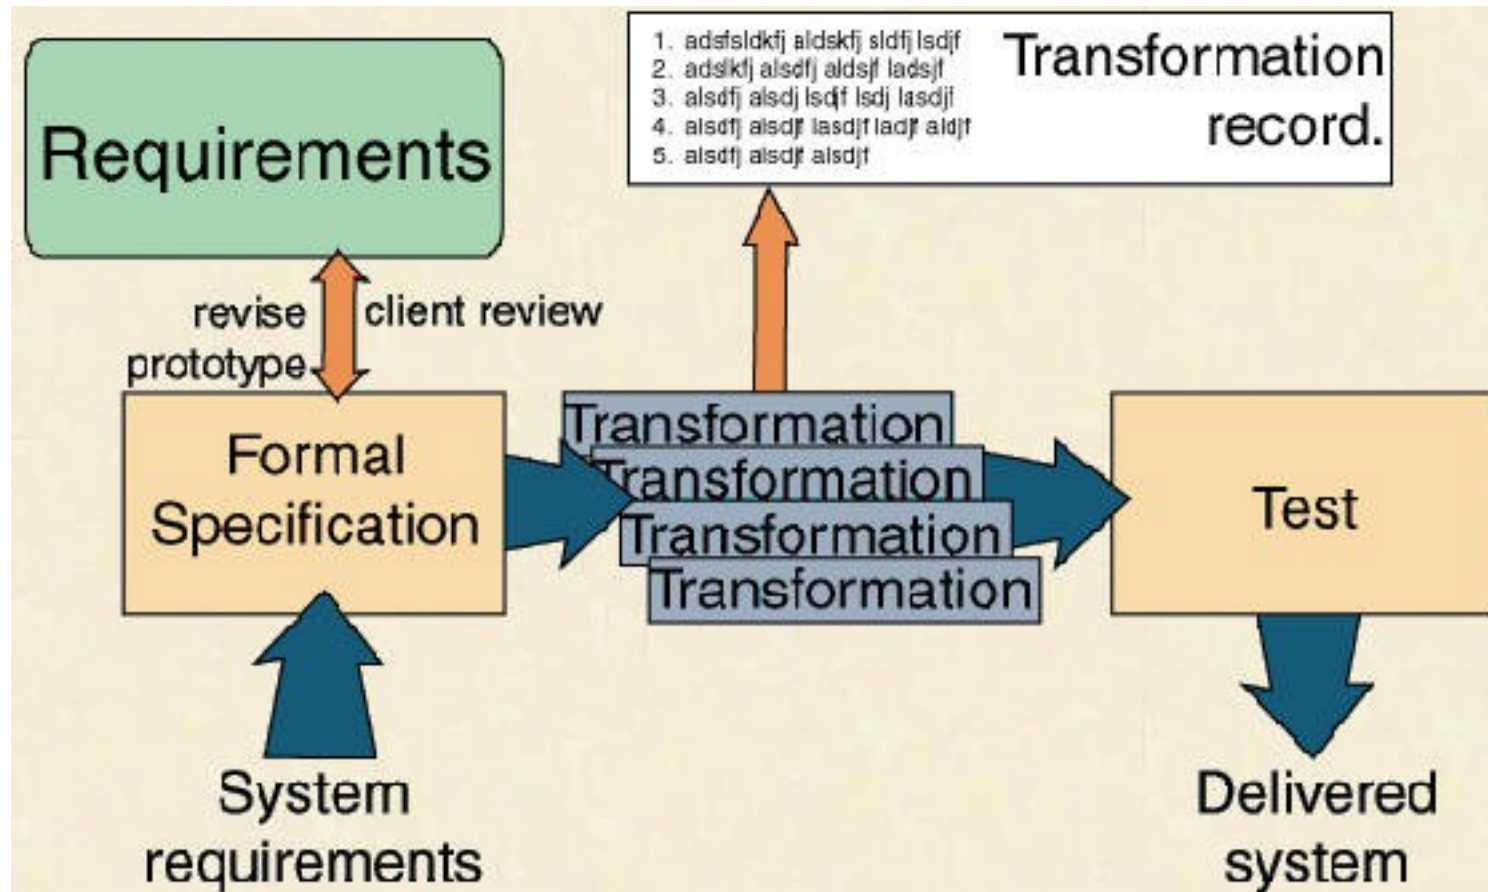 Requirements
1. adsfsldkfj aldskfj sldfj lsdjf
2. adslkfj alsdfj aldsjf ladsjf
3. alsdfj alsdj lsdjf lsdj lasdjf
4. alsdfj alsdjf lasdjf ladjf aldjf
5. alsdfj alsdjf alsdjf
Transformation
record.
revise
prototype
client review
Formal
Specification
Transformation
Transformation
Transformation
Transformation
Test
System
requirements
Delivered
system